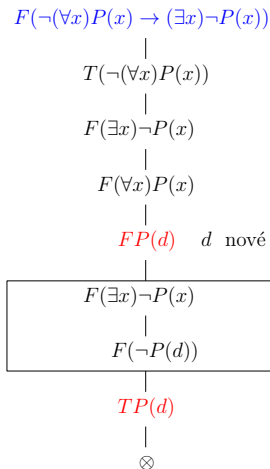 F(¬(∀x)P(x) → (∃x)¬P(x))
T(¬(∀x)P(x))
F(∃x)¬P(x)
F(∀x)P(x)
FP(d) d nové
F(∃x)¬P(x)
F(¬P(d))
TP(d)
⊗